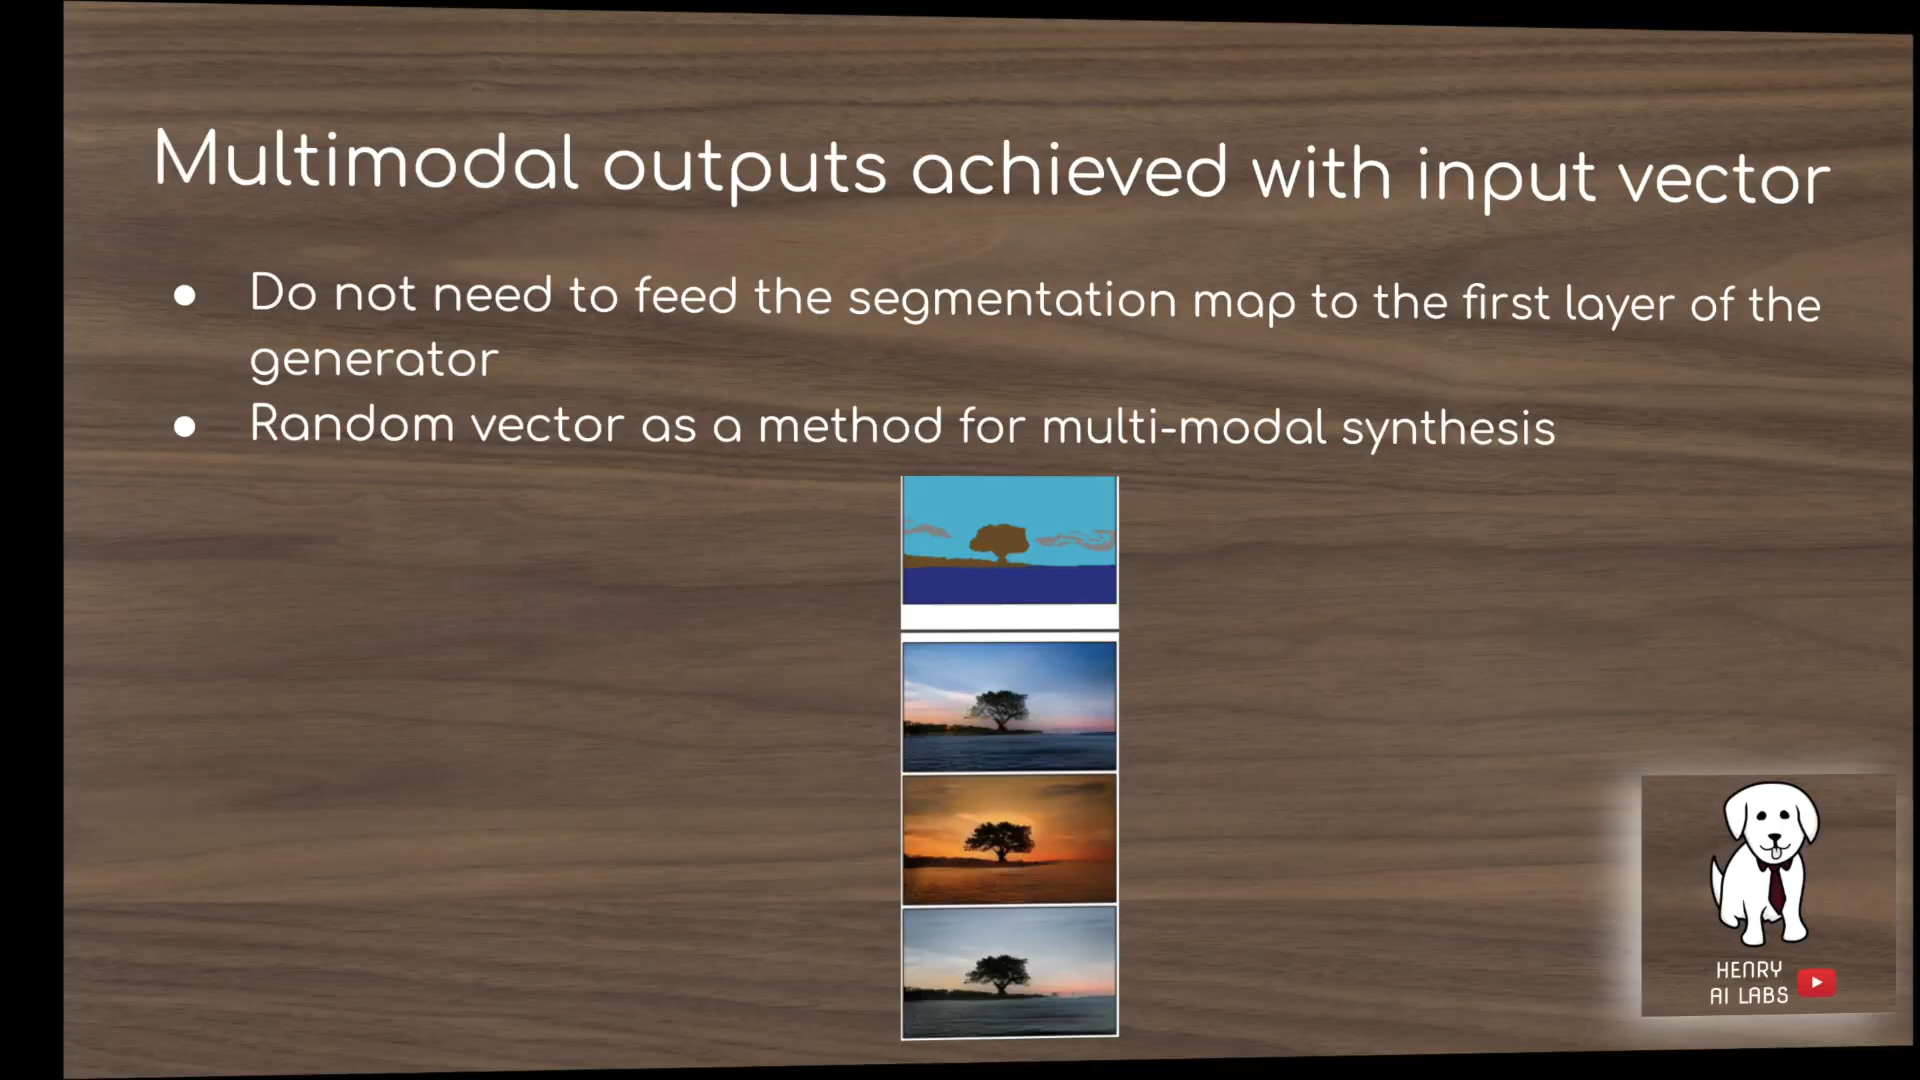 Multimodal outputs achieved with input vector
● Do not need to feed the segmentation map to the first layer of the
generator
● Random vector as a method for multi-modal synthesis
HENRY
AI LABS